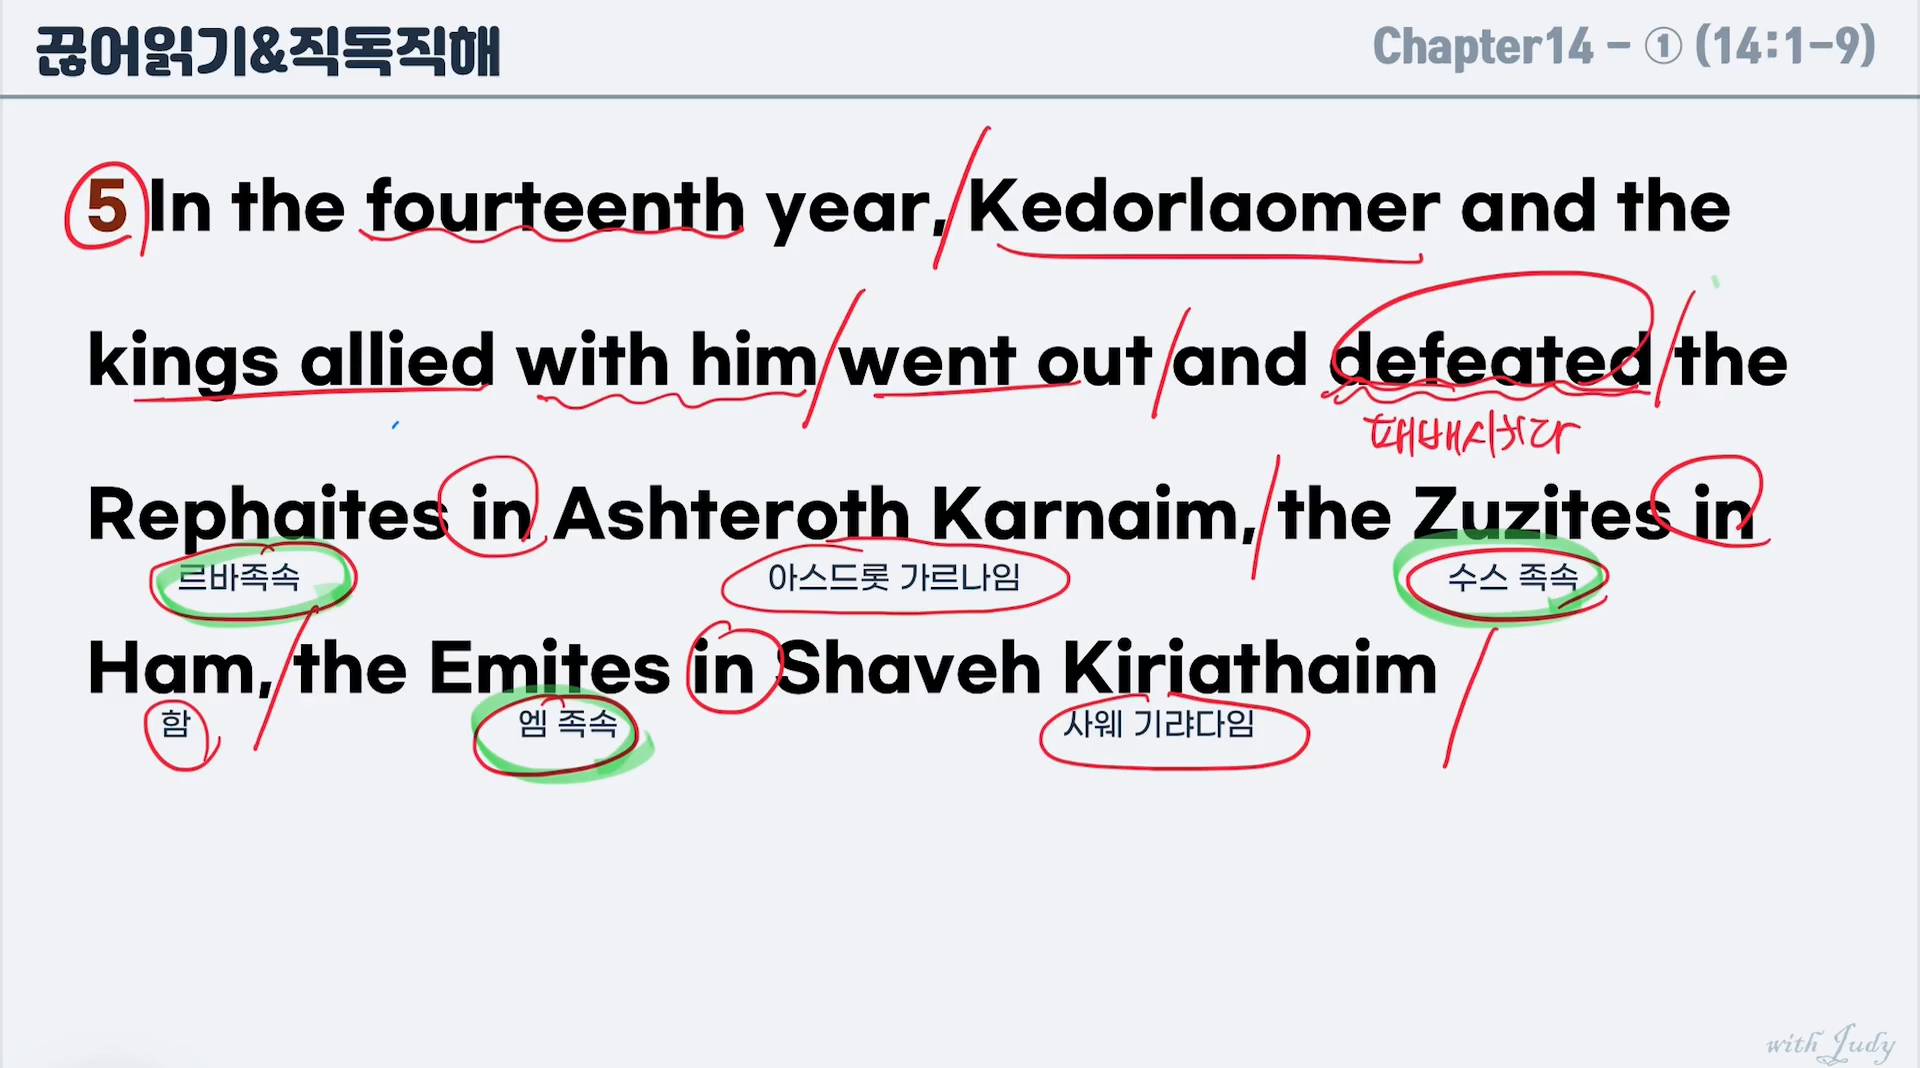 끊어읽기&직독직해
Chapter14 – ① (14:1–9)
5 In the fourteenth year, Kedorlaomer and the
kings allied with him went out and defeated the
패배시키다
Rephaites in Ashteroth Karnaim, the Zuzites in
르바족속 아스드롯 가르나임 수스 족속
Ham, the Emites in Shaveh Kiriathaim
함 엠 족속 사웨 기랴다임
with Judy